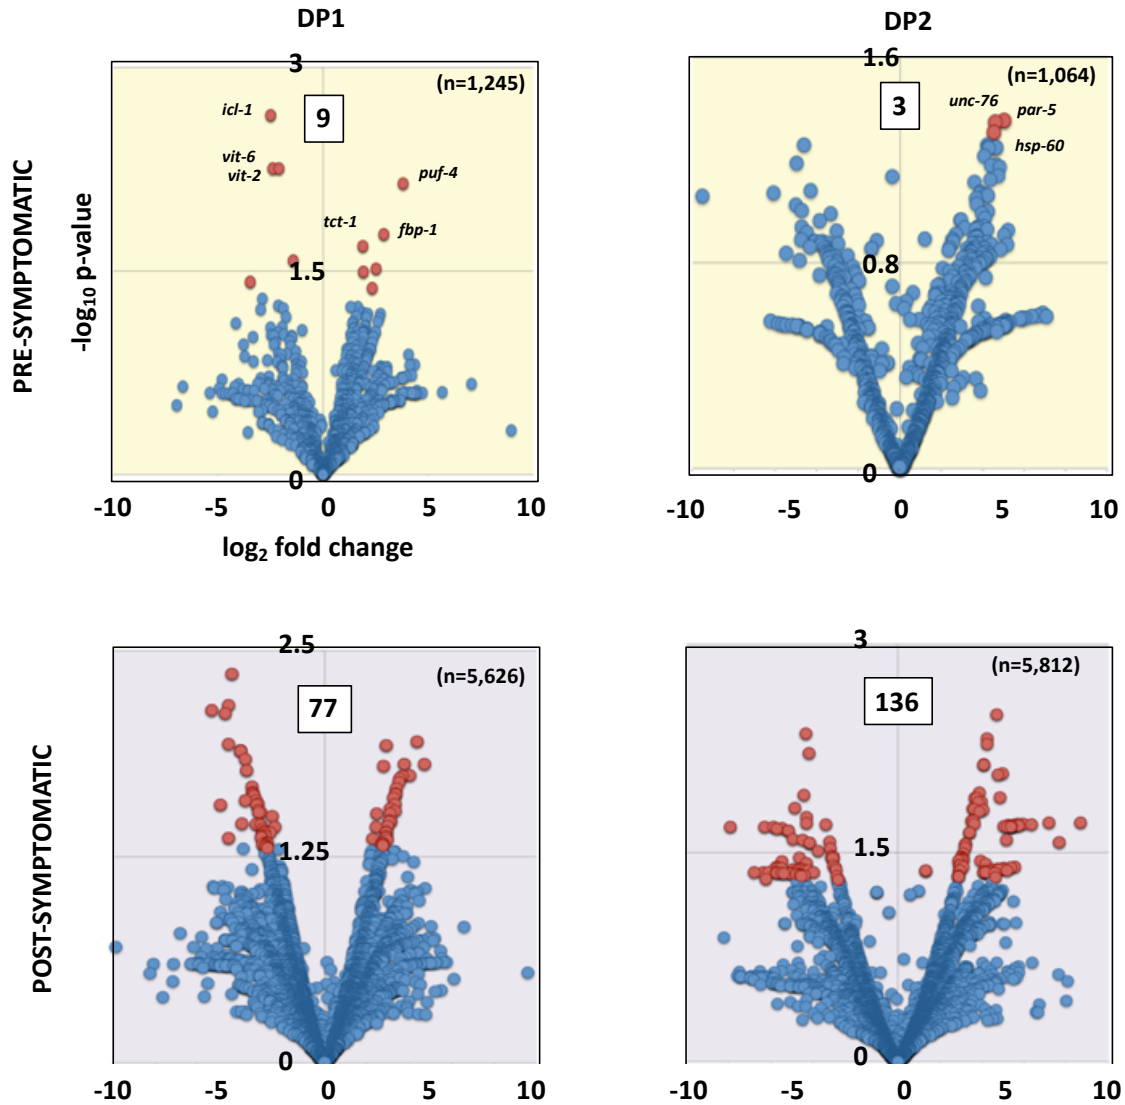 DP1
DP2
PRE-SYMPTOMATIC
-log10 p-value
3
(n=1,245)
9
icl-1
vit-6
vit-2
puf-4
tct-1
fbp-1
1.5
0
-10 -5 0 5 10
log2 fold change
1.6
(n=1,064)
3
unc-76
par-5
hsp-60
0.8
0
-10 -5 0 5 10
POST-SYMPTOMATIC
2.5
(n=5,626)
77
1.25
0
-10 -5 0 5 10
3
(n=5,812)
136
1.5
0
-10 -5 0 5 10